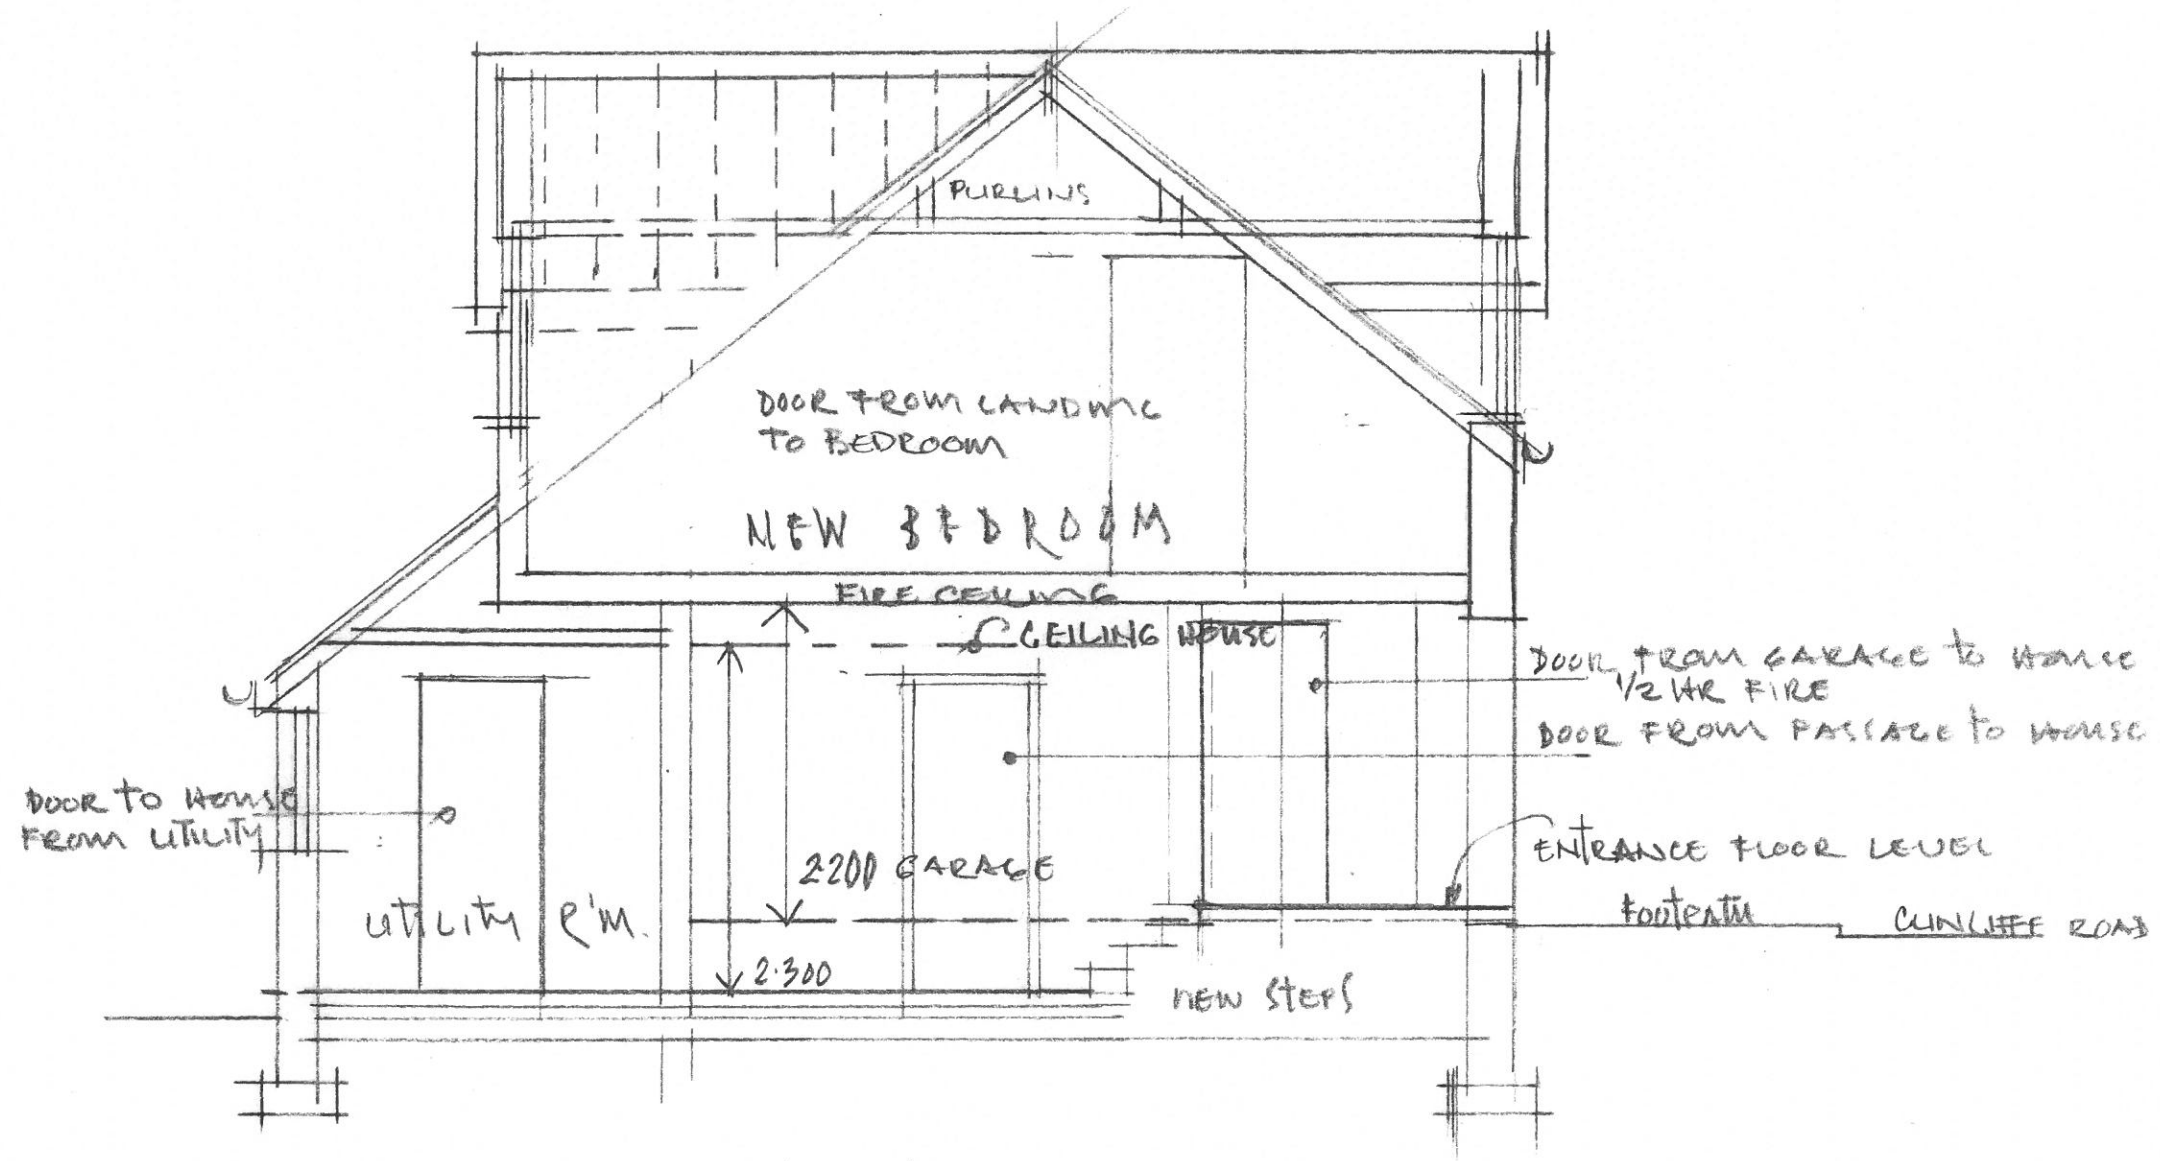 PURLINS
DOOR FROM LANDING
TO BEDROOM
NEW BEDROOM
FIRE CEILING
CEILING HOUSE
DOOR FROM GARAGE TO HOUSE
1/2 HR FIRE
DOOR FROM PASSAGE TO HOUSE
DOOR TO HOUSE
FROM UTILITY
2200 GARAGE
ENTRANCE FLOOR LEVEL
UTILITY R'M.
FOOTPATH
CLINCLIFFE ROAD
2.300
NEW STEPS